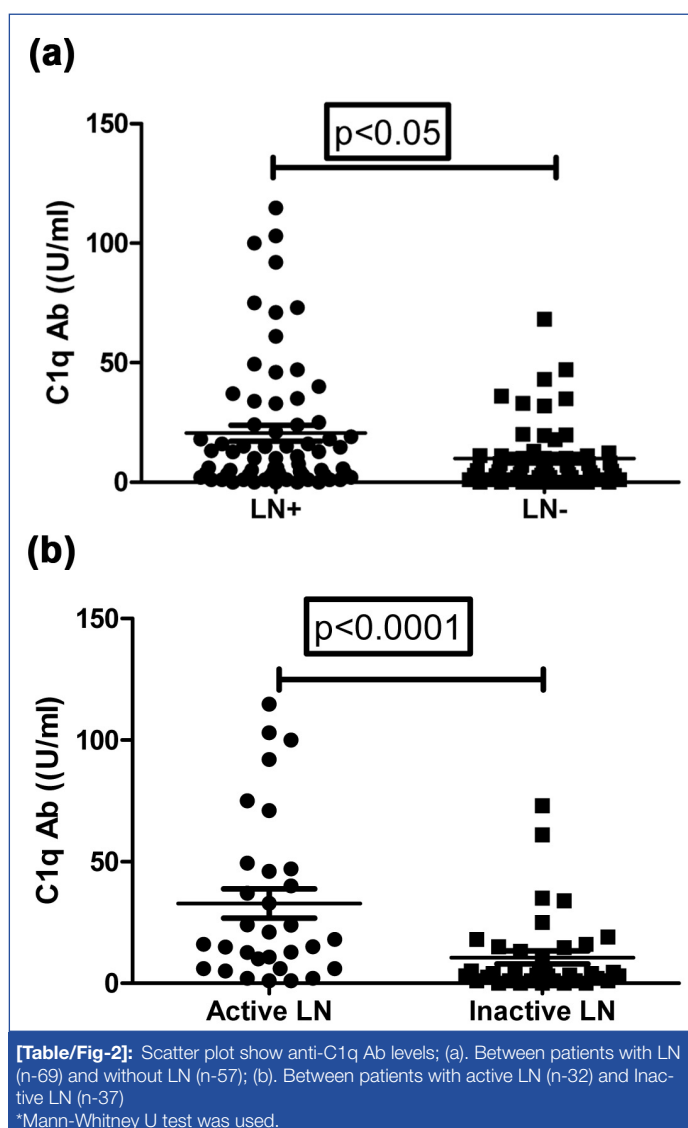 (a)
p<0.05
150
100
50
0
C1q Ab ((U/ml)
LN+ LN-
(b)
p<0.0001
150
100
50
0
C1q Ab ((U/ml)
Active LN Inactive LN
[Table/Fig-2]: Scatter plot show anti-C1q Ab levels; (a). Between patients with LN
(n-69) and without LN (n-57); (b). Between patients with active LN (n-32) and Inac-
tive LN (n-37)
*Mann-Whitney U test was used.